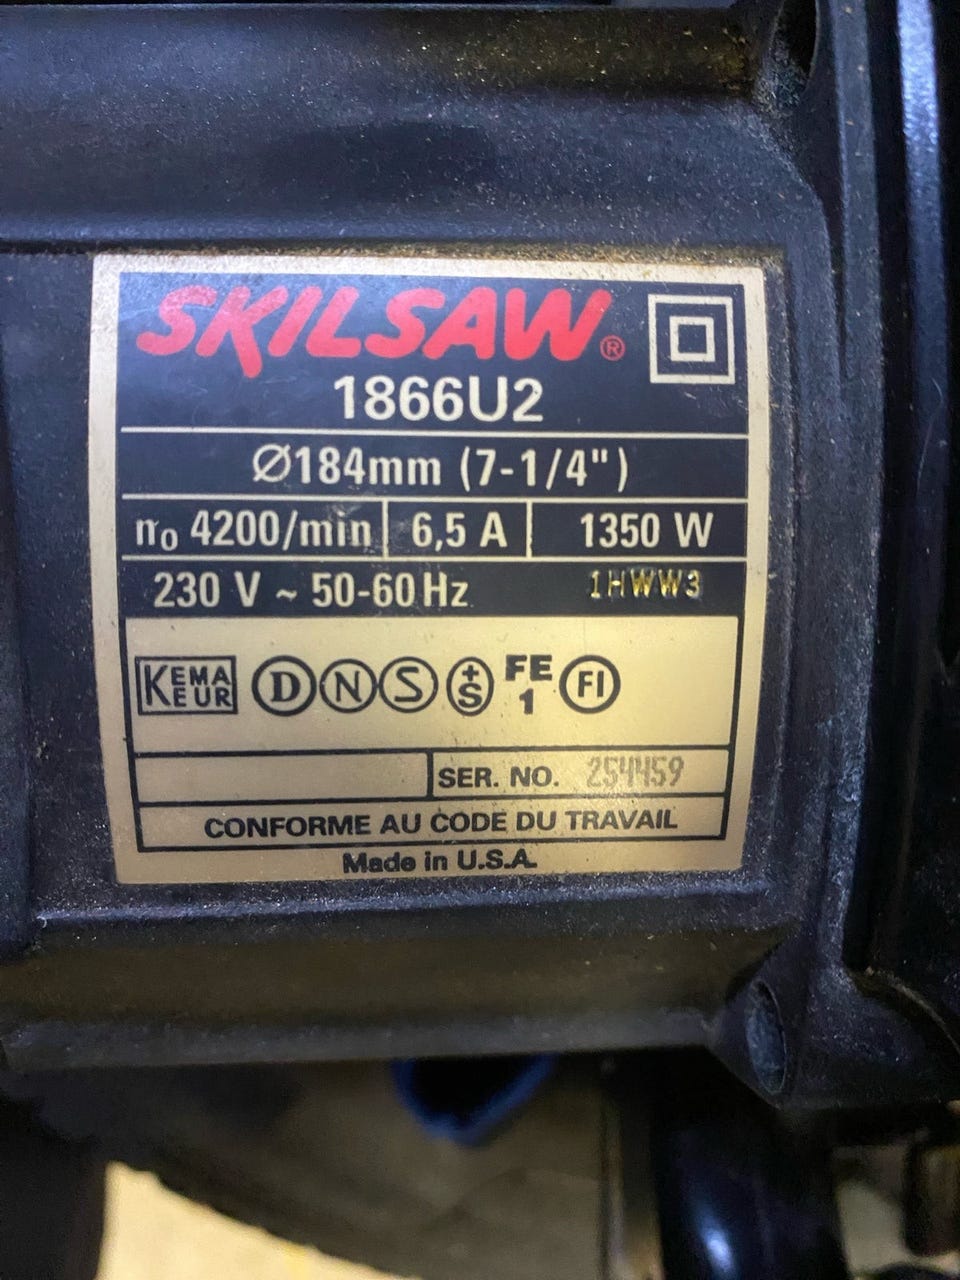 SKILSAW®
1866U2
Ø184mm (7-1/4")
n₀ 4200/min 6,5 A 1350 W
230 V ~ 50-60 Hz 1HWW3
KEMA KEUR D N S +S FE 1 FI
SER. NO. 254459
CONFORME AU CODE DU TRAVAIL
Made in U.S.A.